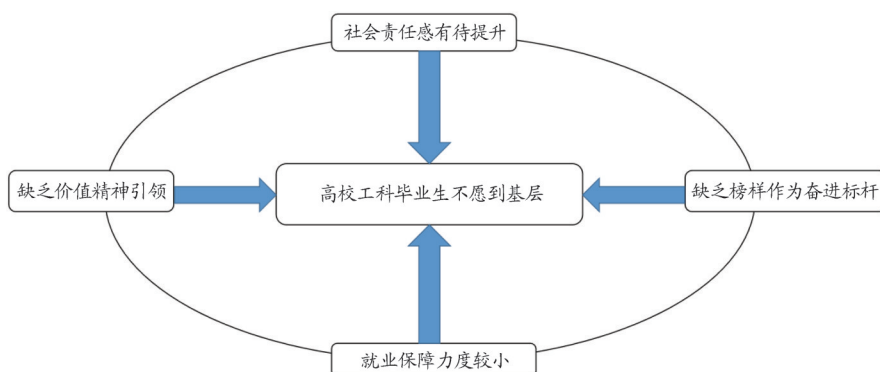 社会责任感有待提升
缺乏价值精神引领
高校工科毕业生不愿到基层
缺乏榜样作为奋进标杆
就业保障力度较小